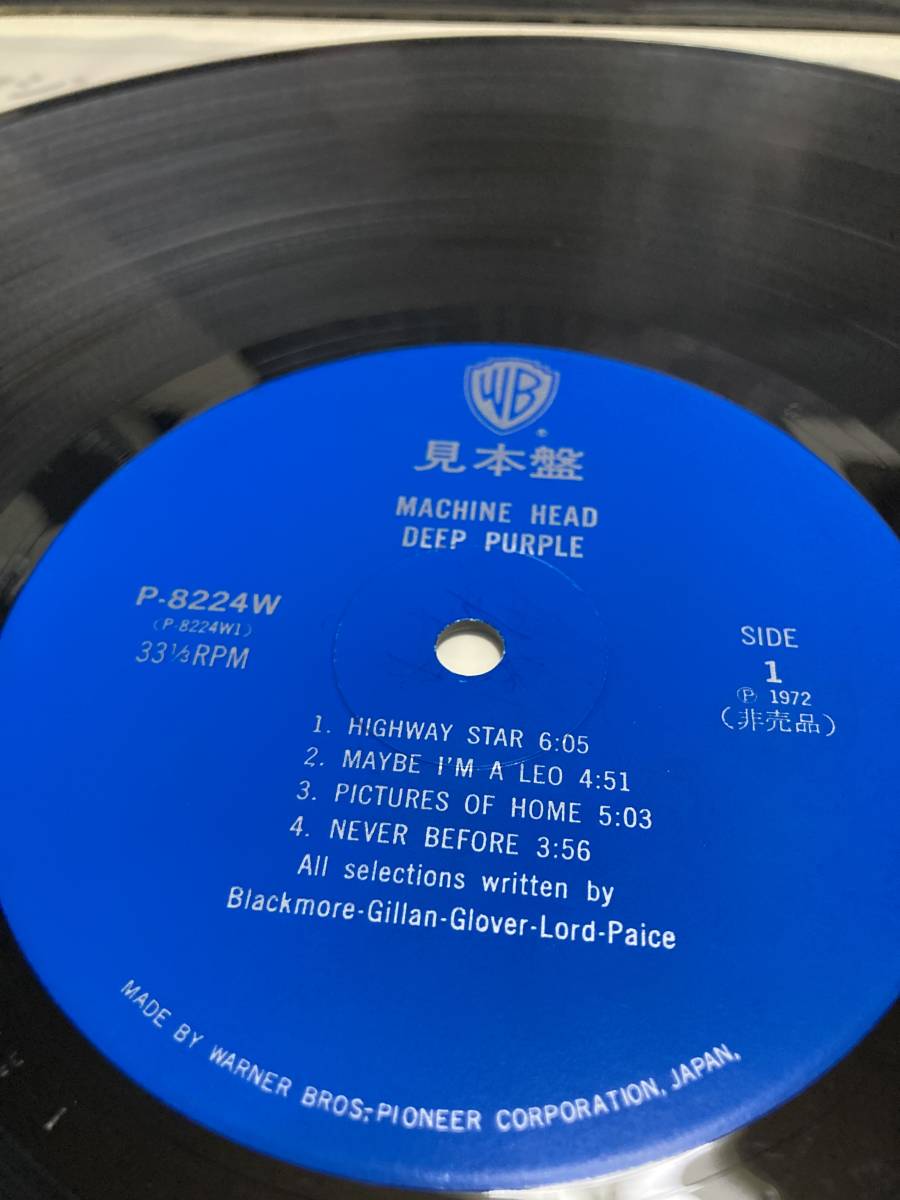 WB
®
見本盤
MACHINE HEAD
DEEP PURPLE
P-8224W
(P-8224W1)
33⅓RPM
SIDE
1
Ⓟ 1972
(非売品)
1. HIGHWAY STAR 6:05
2. MAYBE I'M A LEO 4:51
3. PICTURES OF HOME 5:03
4. NEVER BEFORE 3:56
All selections written by
Blackmore-Gillan-Glover-Lord-Paice
MADE BY WARNER BROS.-PIONEER CORPORATION, JAPAN.